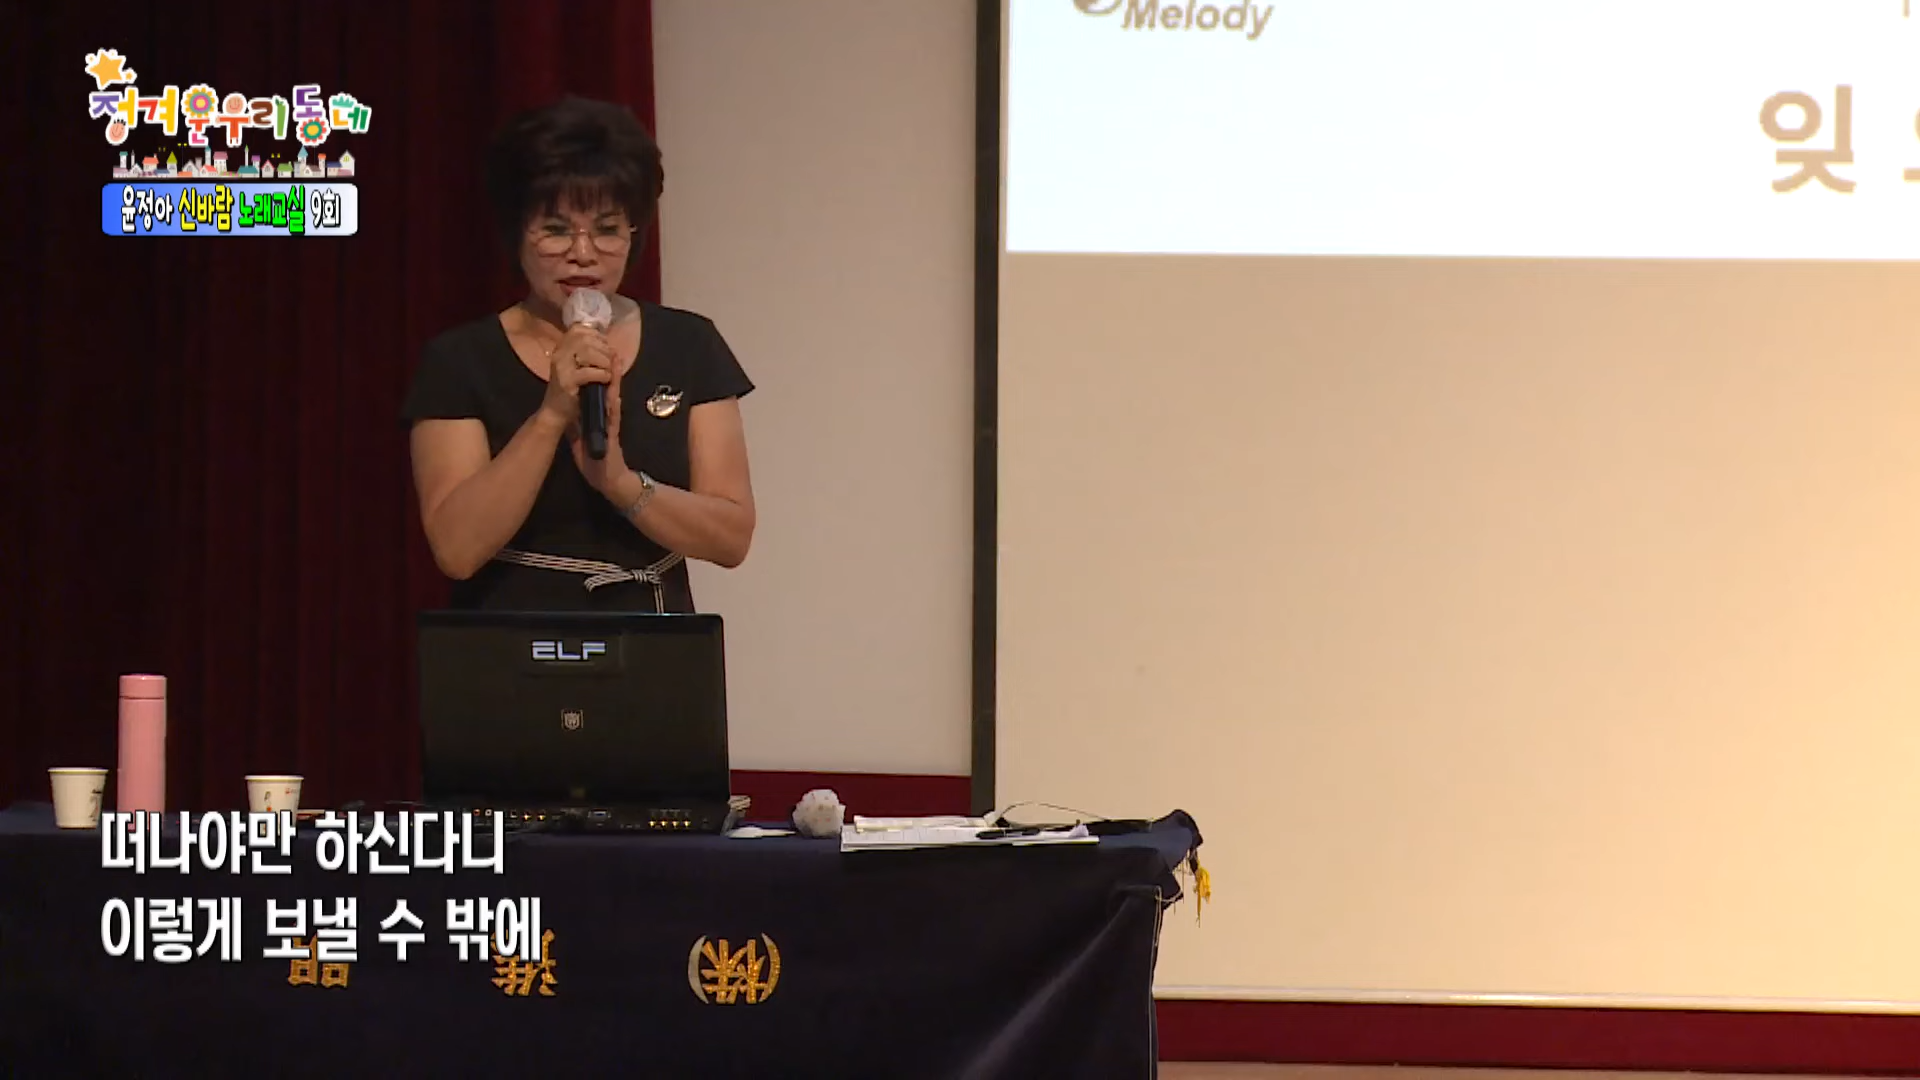 Melody
정겨운우리동네
잊
윤정아 신바람 노래교실 9회
ELF
떠나야만 하신다니
이렇게 보낼 수 밖에
(株)